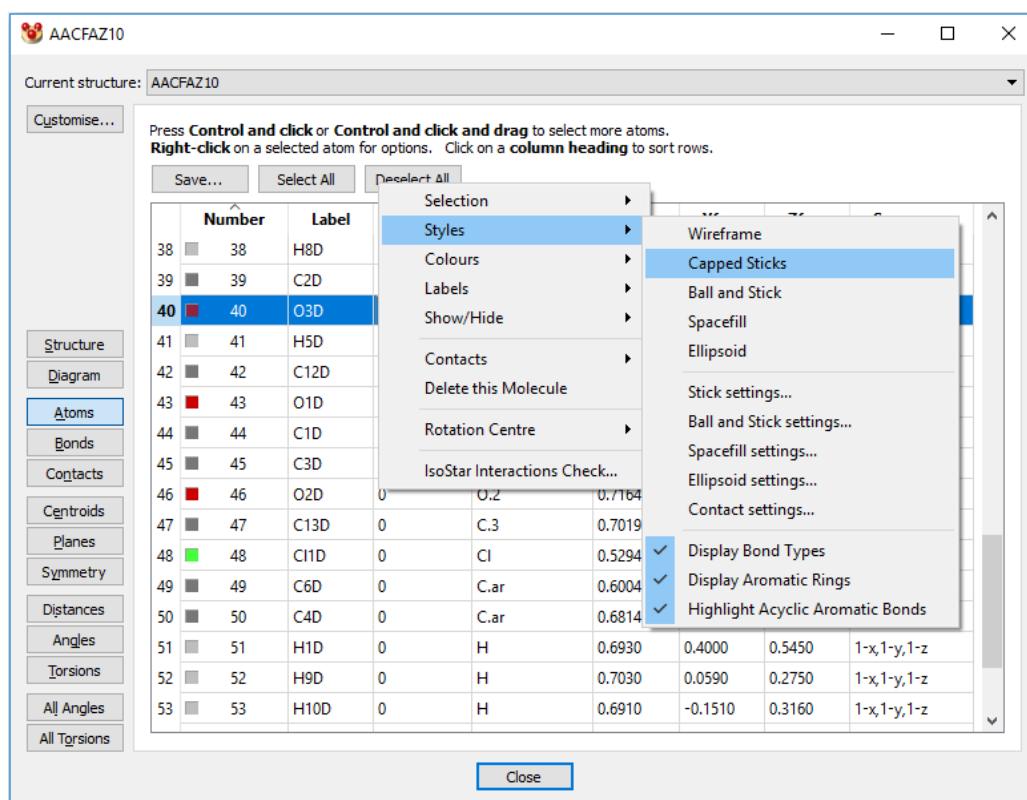 AACFAZ10
Current structure: AACFAZ10
Customise...
Press Control and click or Control and click and drag to select more atoms.
Right-click on a selected atom for options. Click on a column heading to sort rows.
Save... Select All Deselect All
Number Label
38 38 H8D
39 39 C2D
40 40 O3D
41 41 H5D
42 42 C12D
43 43 O1D
44 44 C1D
45 45 C3D
46 46 O2D 0 O.2 0.7164
47 47 C13D 0 C.3 0.7019
48 48 Cl1D 0 Cl 0.5294
49 49 C6D 0 C.ar 0.6004
50 50 C4D 0 C.ar 0.6814
51 51 H1D 0 H 0.6930 0.4000 0.5450 1-x,1-y,1-z
52 52 H9D 0 H 0.7030 0.0590 0.2750 1-x,1-y,1-z
53 53 H10D 0 H 0.6910 -0.1510 0.3160 1-x,1-y,1-z
Selection
Styles
Colours
Labels
Show/Hide
Contacts
Delete this Molecule
Rotation Centre
IsoStar Interactions Check...
Wireframe
Capped Sticks
Ball and Stick
Spacefill
Ellipsoid
Stick settings...
Ball and Stick settings...
Spacefill settings...
Ellipsoid settings...
Contact settings...
Display Bond Types
Display Aromatic Rings
Highlight Acyclic Aromatic Bonds
Structure
Diagram
Atoms
Bonds
Contacts
Centroids
Planes
Symmetry
Distances
Angles
Torsions
All Angles
All Torsions
Close